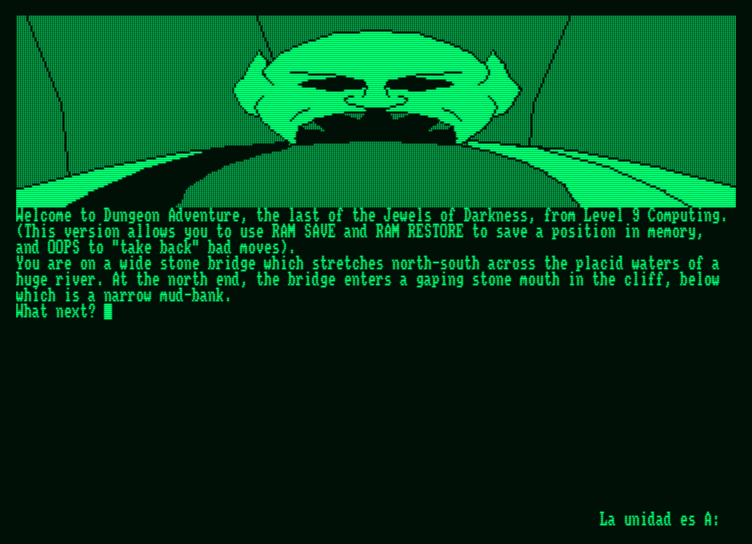 Welcome to Dungeon Adventure, the last of the Jewels of Darkness, from Level 9 Computing.
(This version allows you to use RAM SAVE and RAM RESTORE to save a position in memory,
and OOPS to "take back" bad moves).
You are on a wide stone bridge which stretches north-south across the placid waters of a
huge river. At the north end, the bridge enters a gaping stone mouth in the cliff, below
which is a narrow mud-bank.
What next?
La unidad es A: